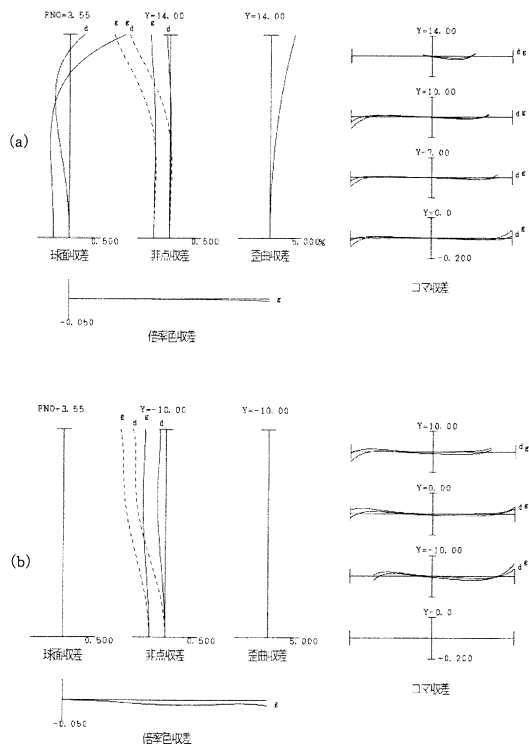 (a)
FNO=3.55
Y=14.00
Y=14.00
d
g g
d
g
d
0.500
0.500
5.000%
球面収差
非点収差
歪曲収差
-0.050
g
倍率色収差
Y=14.00
d g
Y=10.00
d g
Y=7.00
d g
Y=0.0
d g
-0.200
コマ収差
(b)
FNO=3.55
Y=-10.00
Y=-10.00
g
d
g
d
0.500
0.500
5.000
球面収差
非点収差
歪曲収差
-0.050
g
倍率色収差
Y=10.00
d g
Y=0.00
d g
Y=-10.00
d g
Y=0.0
-0.200
コマ収差